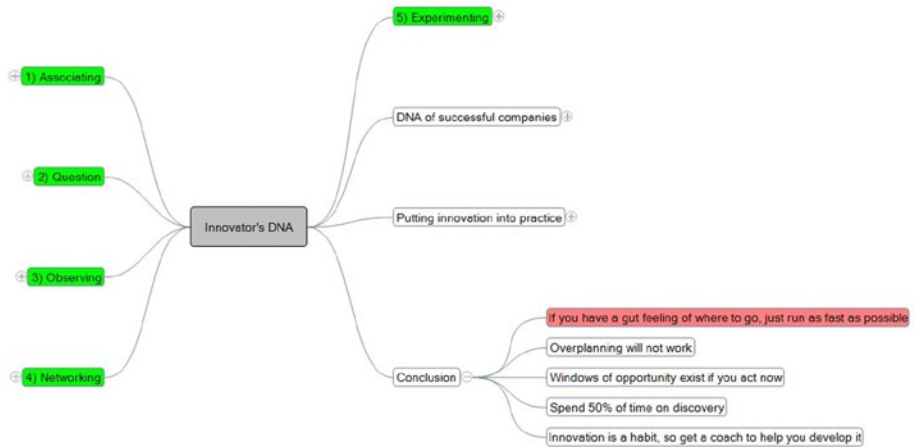 Innovator's DNA
1) Associating
2) Question
3) Observing
4) Networking
5) Experimenting
DNA of successful companies
Putting innovation into practice
Conclusion
If you have a gut feeling of where to go, just run as fast as possible
Overplanning will not work
Windows of opportunity exist if you act now
Spend 50% of time on discovery
Innovation is a habit, so get a coach to help you develop it